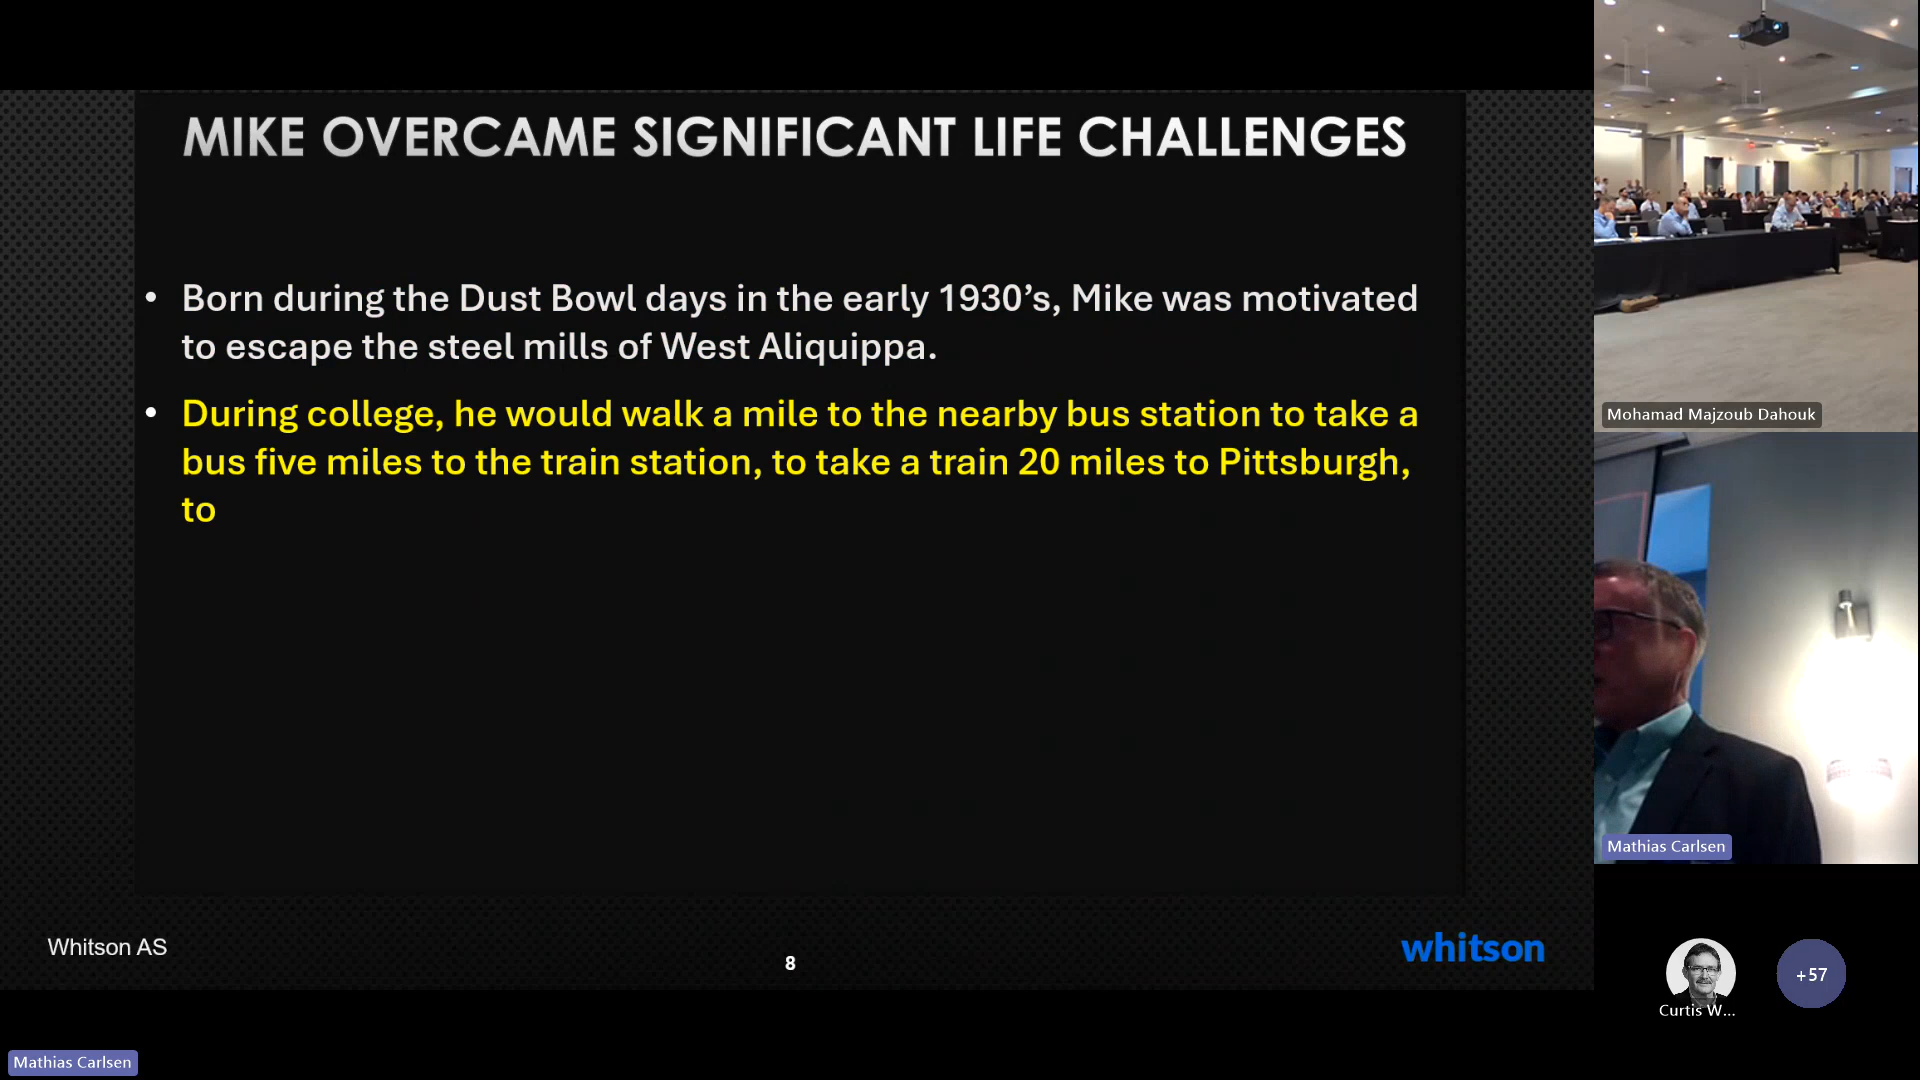 MIKE OVERCAME SIGNIFICANT LIFE CHALLENGES
• Born during the Dust Bowl days in the early 1930’s, Mike was motivated
to escape the steel mills of West Aliquippa.
• During college, he would walk a mile to the nearby bus station to take a
bus five miles to the train station, to take a train 20 miles to Pittsburgh,
to
Whitson AS
8
whitson
Mohamad Majzoub Dahouk
Mathias Carlsen
Curtis W...
+57
Mathias Carlsen